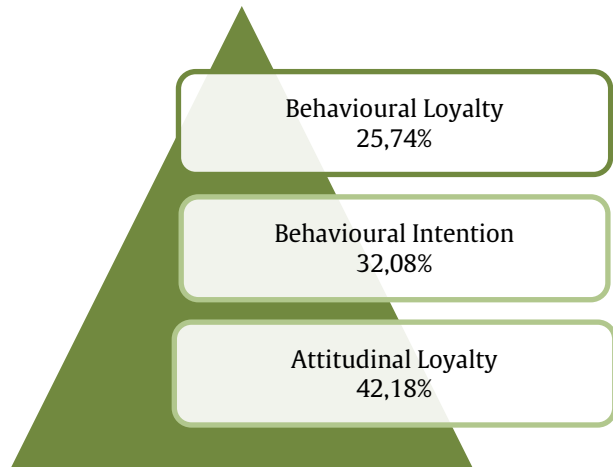 Behavioural Loyalty
25,74%
Behavioural Intention
32,08%
Attitudinal Loyalty
42,18%